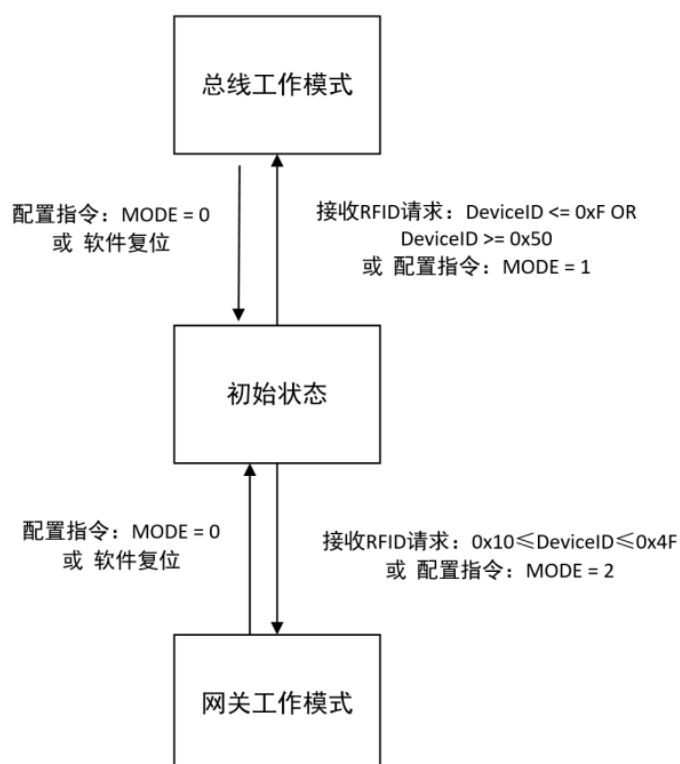 总线工作模式
配置指令：MODE = 0
或 软件复位
接收RFID请求：DeviceID <= 0xF OR
DeviceID >= 0x50
或 配置指令：MODE = 1
初始状态
配置指令：MODE = 0
或 软件复位
接收RFID请求：0x10≤DeviceID≤0x4F
或 配置指令：MODE = 2
网关工作模式